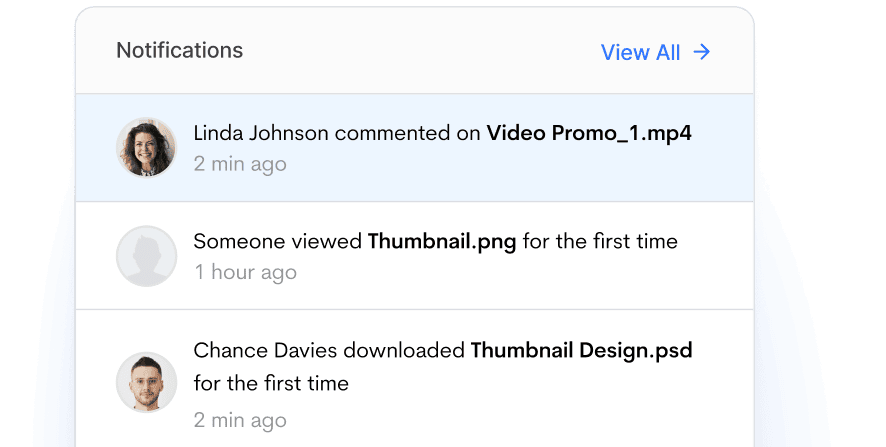 Notifications
View All →
Linda Johnson commented on Video Promo_1.mp4
2 min ago
Someone viewed Thumbnail.png for the first time
1 hour ago
Chance Davies downloaded Thumbnail Design.psd
for the first time
2 min ago